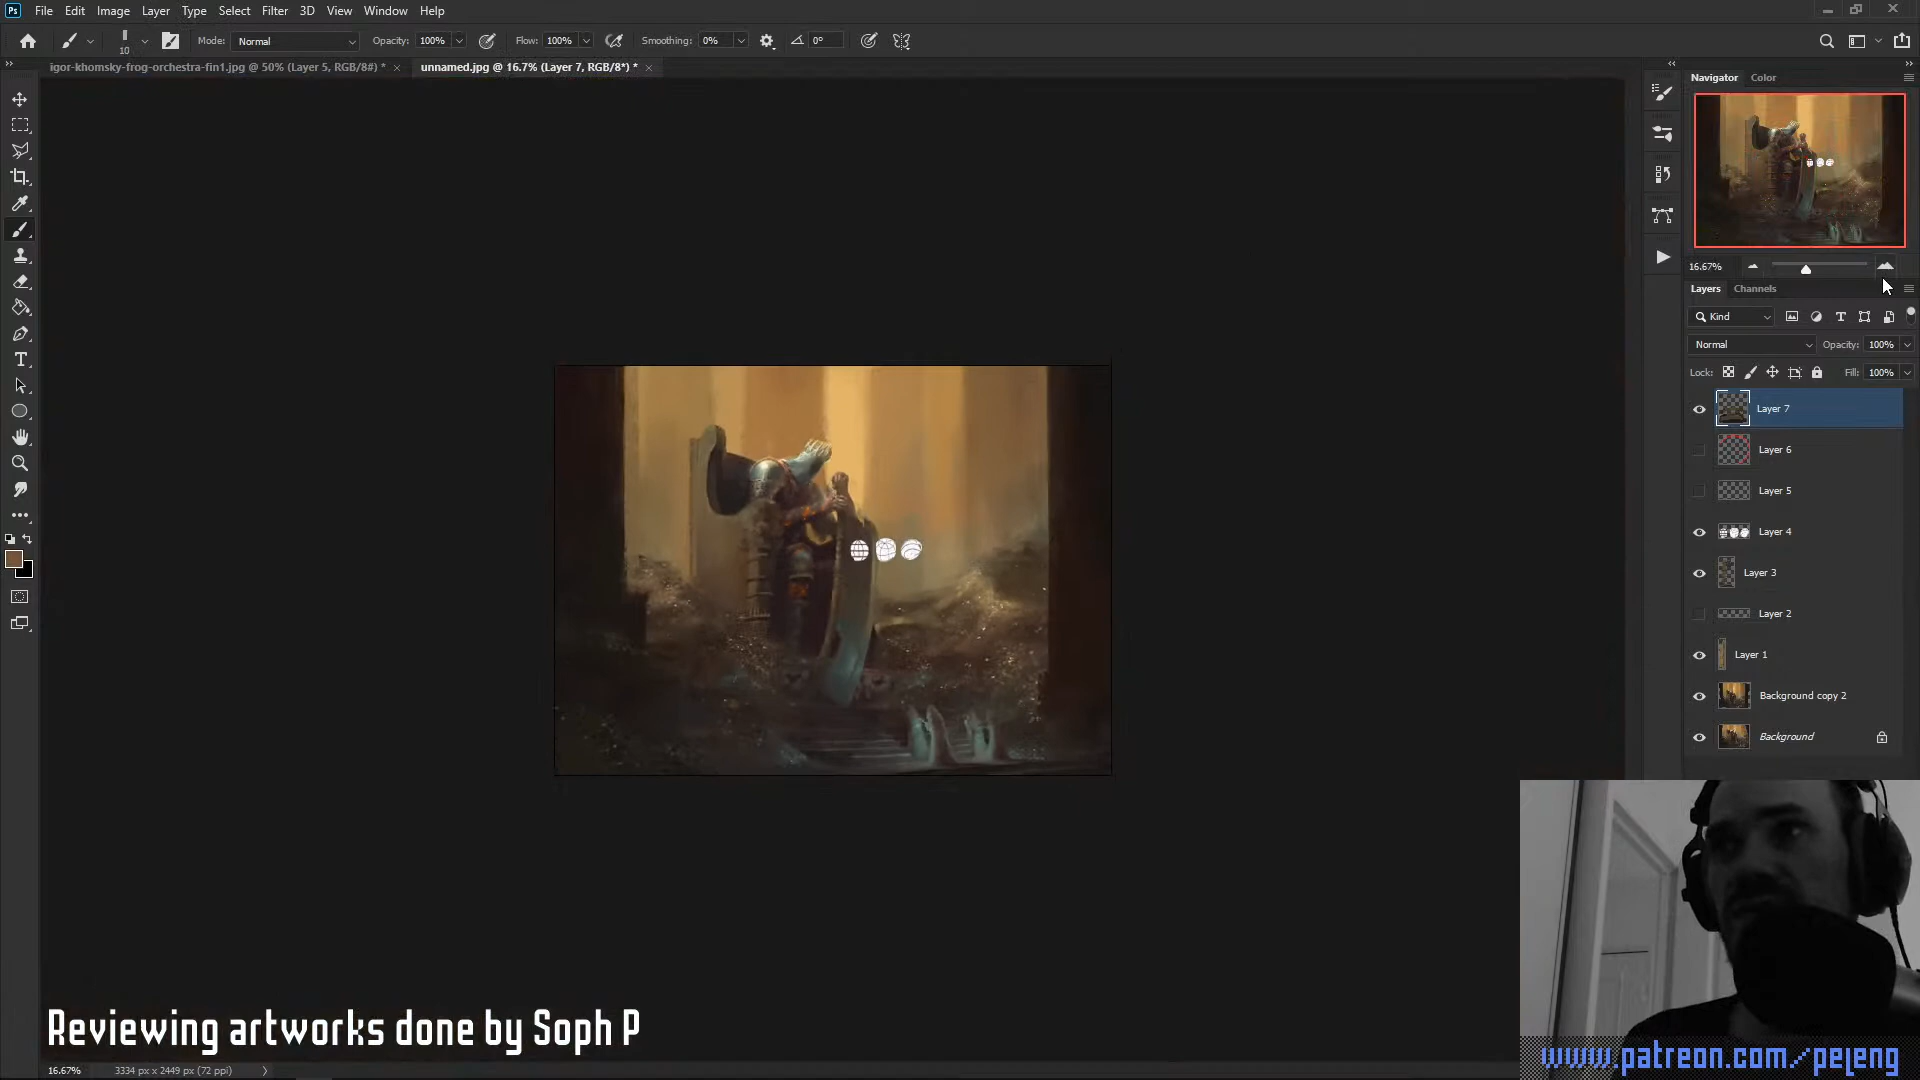 Ps File Edit Image Layer Type Select Filter 3D View Window Help
10 Mode: Normal Opacity: 100% Flow: 100% Smoothing: 0% 0°
igor-khomsky-frog-orchestra-fin1.jpg @ 50% (Layer 5, RGB/8#) * unnamed.jpg @ 16.7% (Layer 7, RGB/8*) *
Navigator Color
16.67%
Layers Channels
Kind
Normal Opacity: 100%
Lock: Fill: 100%
Layer 7
Layer 6
Layer 5
Layer 4
Layer 3
Layer 2
Layer 1
Background copy 2
Background
Reviewing artworks done by Soph P
www.patreon.com/peleng
16.67% 3334 px x 2449 px (72 ppi)